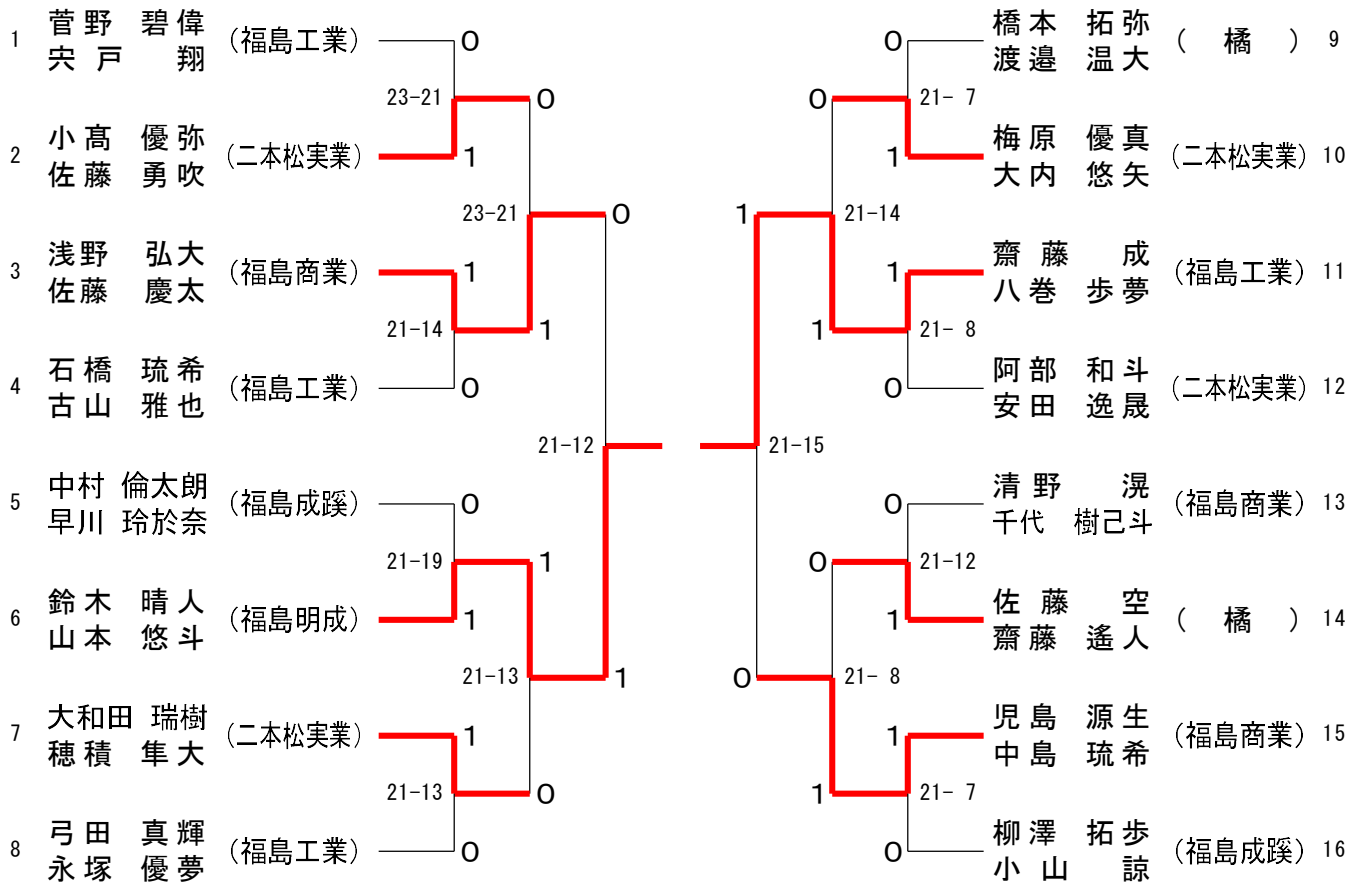 1 菅野 碧偉 (福島工業) 0
宍戸 翔
23-21 0
2 小髙 優弥 (二本松実業) 1
佐藤 勇吹
23-21 0
3 浅野 弘大 (福島商業) 1
佐藤 慶太
21-14 1
4 石橋 琉希 (福島工業) 0
古山 雅也
21-12
5 中村 倫太朗 (福島成蹊) 0
早川 玲於奈
21-19 1
6 鈴木 晴人 (福島明成) 1
山本 悠斗
21-13 1
7 大和田 瑞樹 (二本松実業) 1
穂積 隼大
21-13 0
8 弓田 真輝 (福島工業) 0
永塚 優夢
0 橋本 拓弥 ( 橘 ) 9
渡邉 温大
0 21- 7
1 梅原 優真 (二本松実業) 10
大内 悠矢
1 21-14
1 齋藤 成 (福島工業) 11
八巻 歩夢
1 21- 8
0 阿部 和斗 (二本松実業) 12
安田 逸晟
21-15
0 清野 滉 (福島商業) 13
千代 樹己斗
0 21-12
1 佐藤 空 ( 橘 ) 14
齋藤 遙人
0 21- 8
1 児島 源生 (福島商業) 15
中島 琉希
1 21- 7
0 柳澤 拓歩 (福島成蹊) 16
小山 諒